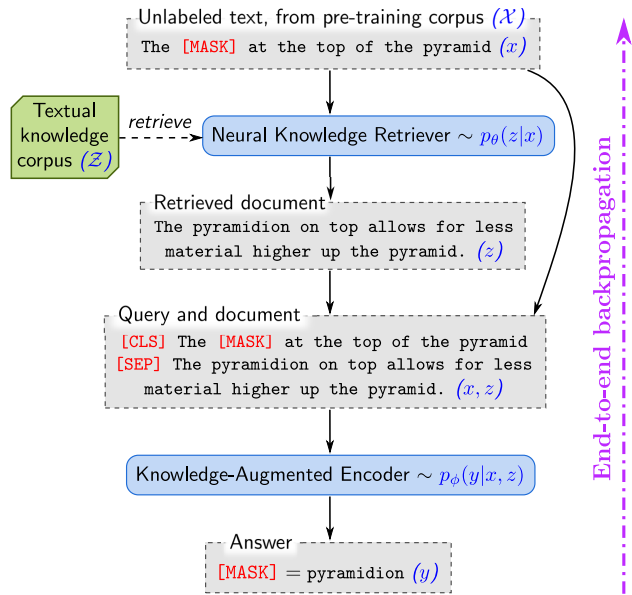 Unlabeled text, from pre-training corpus (𝒳)
The [MASK] at the top of the pyramid (x)
Textual
knowledge
corpus (𝒵)
retrieve
Neural Knowledge Retriever ∼ pθ(z|x)
Retrieved document
The pyramidion on top allows for less
material higher up the pyramid. (z)
Query and document
[CLS] The [MASK] at the top of the pyramid
[SEP] The pyramidion on top allows for less
material higher up the pyramid. (x, z)
Knowledge-Augmented Encoder ∼ pϕ(y|x, z)
Answer
[MASK] = pyramidion (y)
End-to-end backpropagation